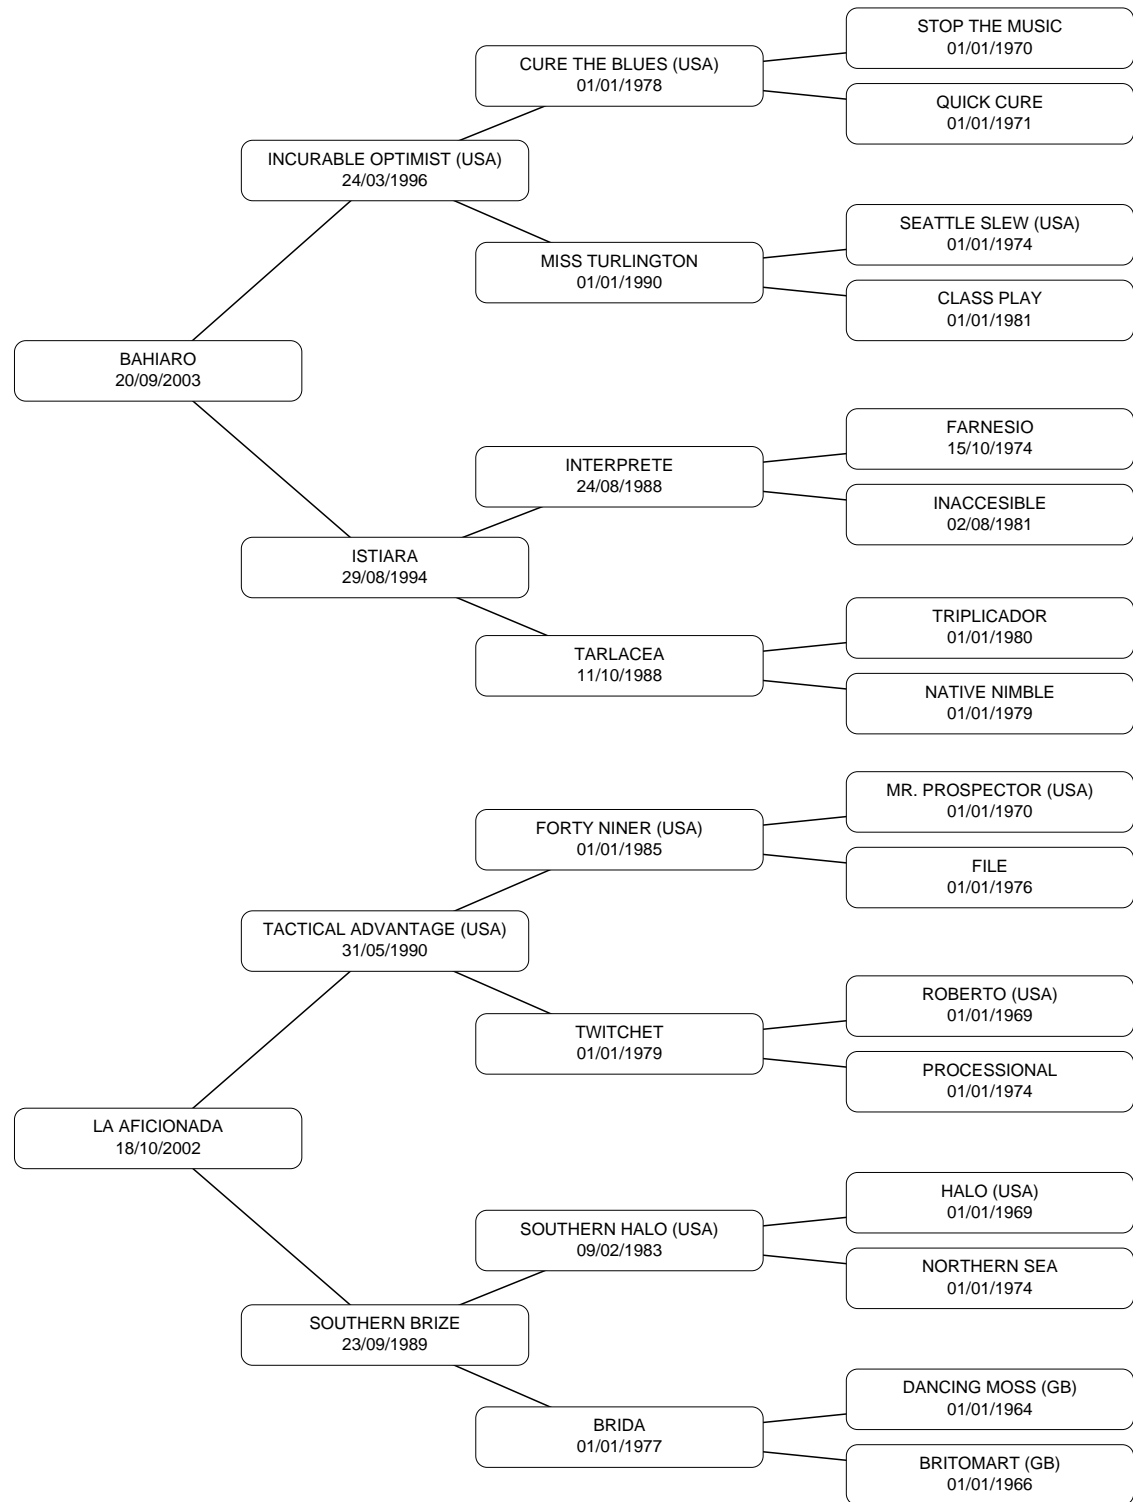 STOP THE MUSIC
01/01/1970
CURE THE BLUES (USA)
01/01/1978
QUICK CURE
01/01/1971
INCURABLE OPTIMIST (USA)
24/03/1996
SEATTLE SLEW (USA)
01/01/1974
MISS TURLINGTON
01/01/1990
CLASS PLAY
01/01/1981
BAHIARO
20/09/2003
FARNESIO
15/10/1974
INTERPRETE
24/08/1988
INACCESIBLE
02/08/1981
ISTIARA
29/08/1994
TRIPLICADOR
01/01/1980
TARLACEA
11/10/1988
NATIVE NIMBLE
01/01/1979
MR. PROSPECTOR (USA)
01/01/1970
FORTY NINER (USA)
01/01/1985
FILE
01/01/1976
TACTICAL ADVANTAGE (USA)
31/05/1990
ROBERTO (USA)
01/01/1969
TWITCHET
01/01/1979
PROCESSIONAL
01/01/1974
LA AFICIONADA
18/10/2002
HALO (USA)
01/01/1969
SOUTHERN HALO (USA)
09/02/1983
NORTHERN SEA
01/01/1974
SOUTHERN BRIZE
23/09/1989
DANCING MOSS (GB)
01/01/1964
BRIDA
01/01/1977
BRITOMART (GB)
01/01/1966